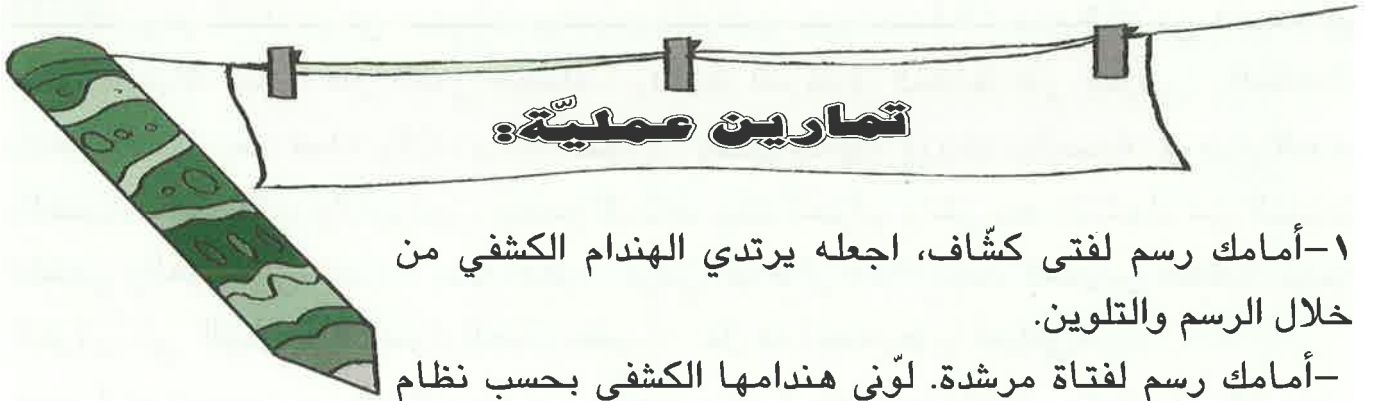 تمارين عمليّة:
١-أمامك رسم لفتى كشّاف، اجعله يرتدي الهندام الكشفي من
خلال الرسم والتلوين.
-أمامك رسم لفتاة مرشدة. لوّني هندامها الكشفي بحسب نظام